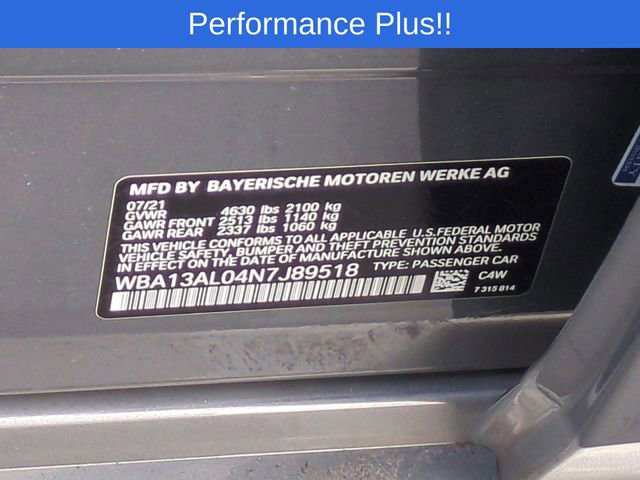 Performance Plus!!
MFD BY BAYERISCHE MOTOREN WERKE AG
07/21
GVWR 4630 lbs 2100 kg
GAWR FRONT 2513 lbs 1140 kg
GAWR REAR 2337 lbs 1060 kg
THIS VEHICLE CONFORMS TO ALL APPLICABLE U.S.FEDERAL MOTOR
VEHICLE SAFETY, BUMPER AND THEFT PREVENTION STANDARDS IN
EFFECT ON THE DATE OF MANUFACTURE SHOWN ABOVE.
WBA13AL04N7J89518 TYPE: PASSENGER CAR
C4W
7 315 814